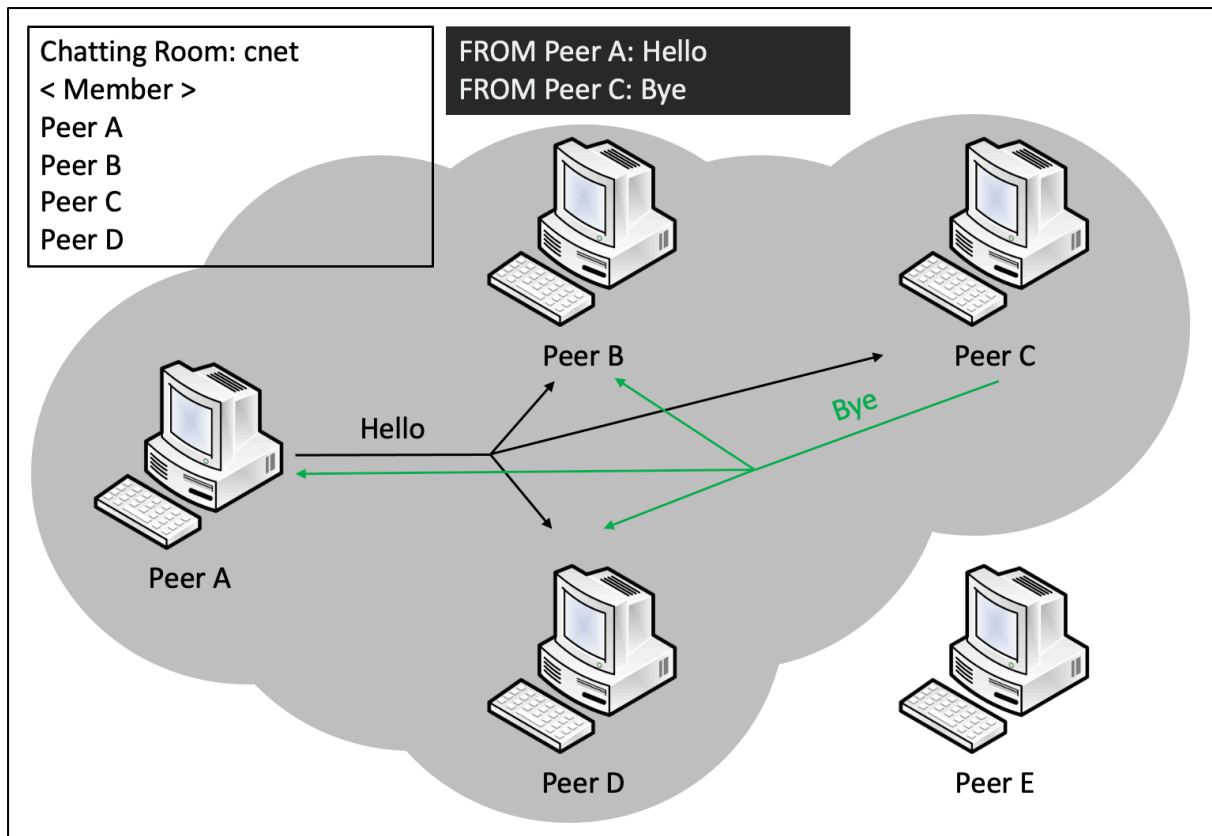 Chatting Room: cnet
< Member >
Peer A
Peer B
Peer C
Peer D
FROM Peer A: Hello
FROM Peer C: Bye
Peer B
Peer C
Bye
Hello
Peer A
Peer D
Peer E